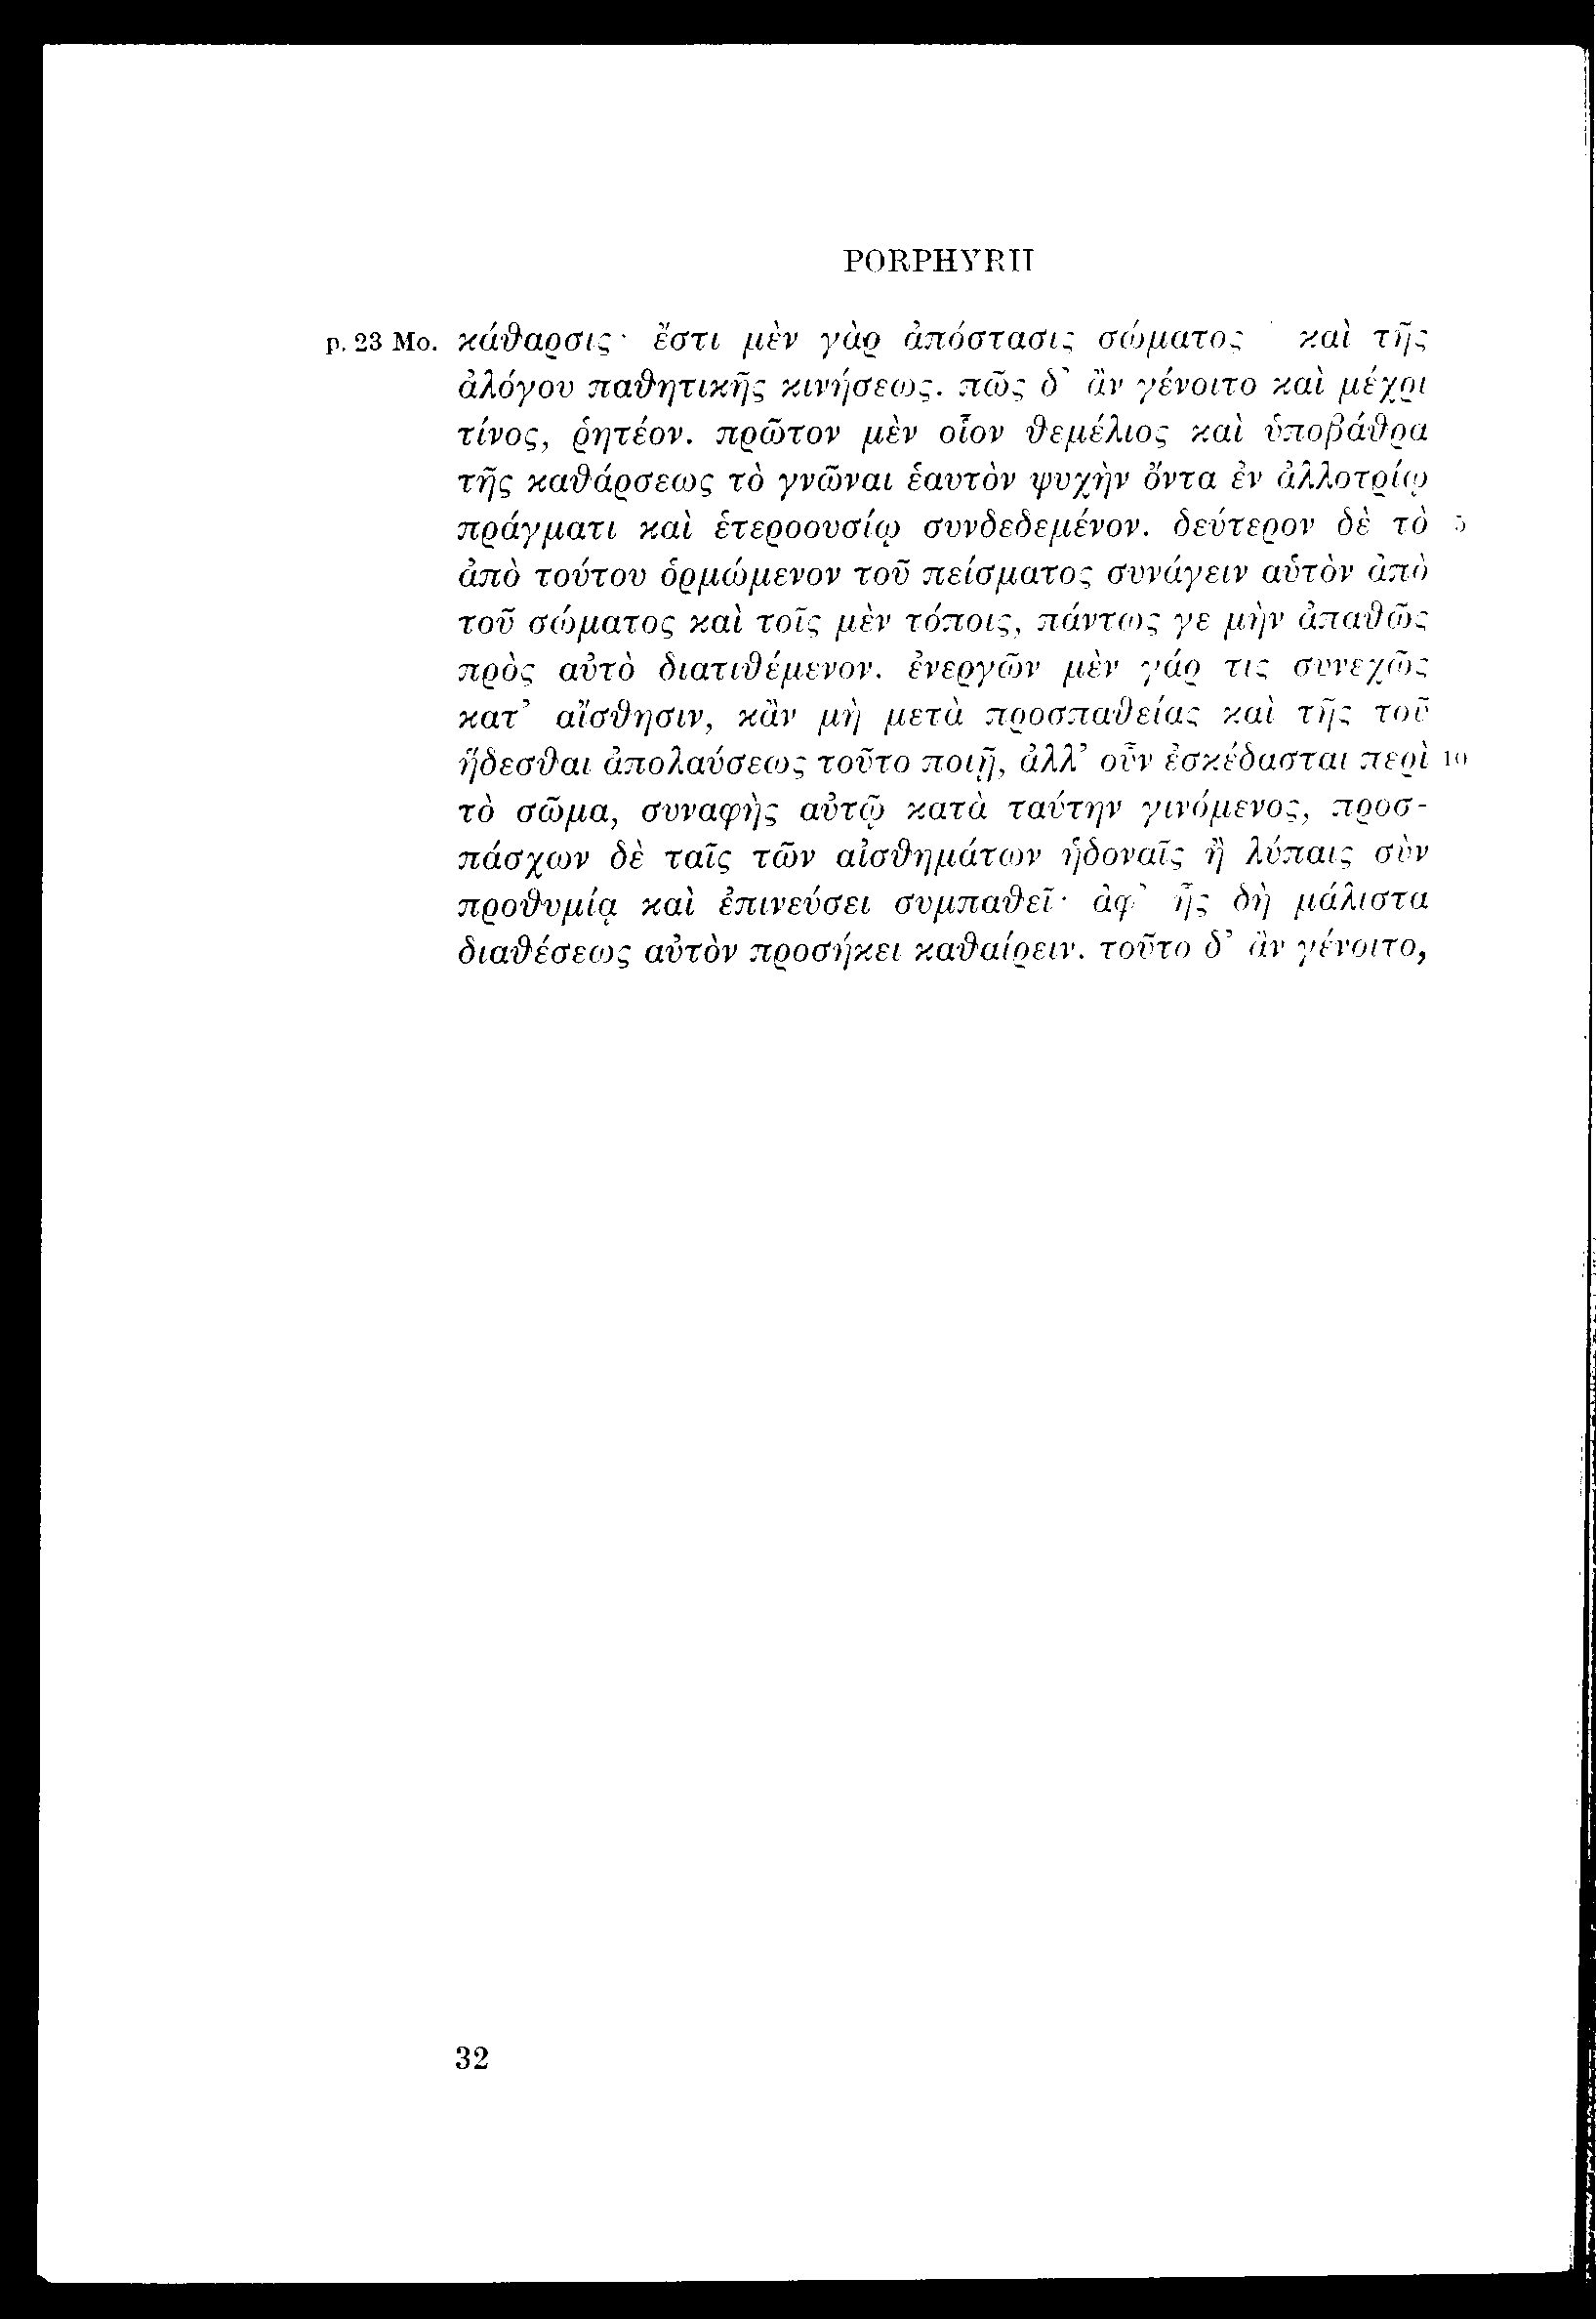 PORPHYRII
p. 23 Mo. κάθαρσις· ἔστι μὲν γὰρ ἀπόστασις σώματος καὶ τῆς
ἀλόγου παθητικῆς κινήσεως. πῶς δ' ἂν γένοιτο καὶ μέχρι
τίνος, ῥητέον. πρῶτον μὲν οἷον θεμέλιος καὶ ὑποβάθρα
τῆς καθάρσεως τὸ γνῶναι ἑαυτὸν ψυχὴν ὄντα ἐν ἀλλοτρίῳ
πράγματι καὶ ἑτεροουσίῳ συνδεδεμένον. δεύτερον δὲ τὸ 5
ἀπὸ τούτου ὁρμώμενον τοῦ πείσματος συνάγειν αὑτὸν ἀπὸ
τοῦ σώματος καὶ τοῖς μὲν τόποις, πάντως γε μὴν ἀπαθῶς
πρὸς αὐτὸ διατιθέμενον. ἐνεργῶν μὲν γάρ τις συνεχῶς
κατ' αἴσθησιν, κἂν μὴ μετὰ προσπαθείας καὶ τῆς τοῦ
ἥδεσθαι ἀπολαύσεως τοῦτο ποιῇ, ἀλλ' οὖν ἐσκέδασται περὶ 10
τὸ σῶμα, συναφὴς αὐτῷ κατὰ ταύτην γινόμενος, προσ-
πάσχων δὲ ταῖς τῶν αἰσθημάτων ἡδοναῖς ἢ λύπαις σὺν
προθυμίᾳ καὶ ἐπινεύσει συμπαθεῖ· ἀφ' ἧς δὴ μάλιστα
διαθέσεως αὐτὸν προσήκει καθαίρειν. τοῦτο δ' ἂν γένοιτο,
32